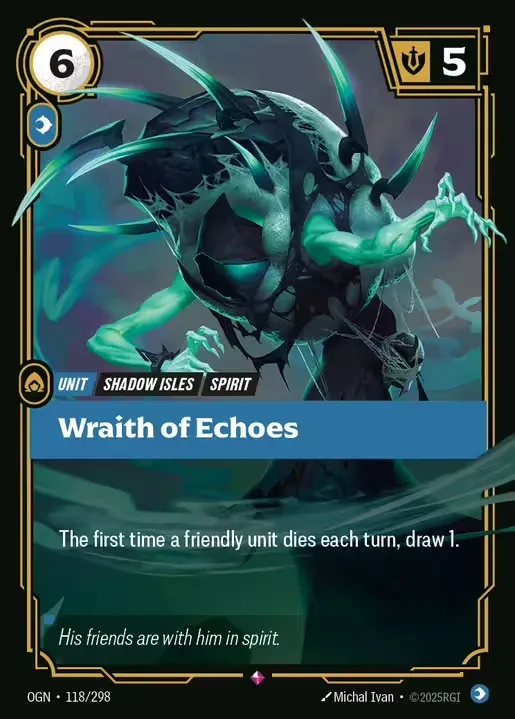 6
5
UNIT SHADOW ISLES SPIRIT
Wraith of Echoes
The first time a friendly unit dies each turn, draw 1.
His friends are with him in spirit.
OGN • 118/298 Michal Ivan • ©2025RGI